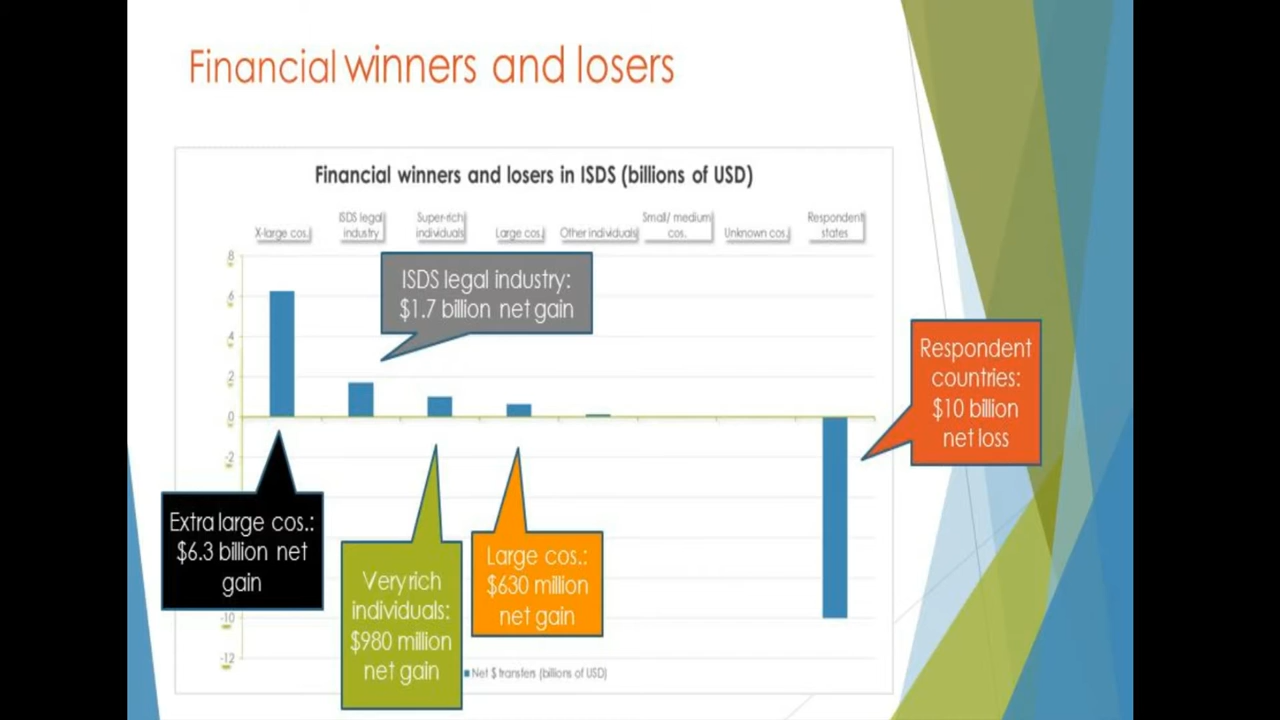 Financial winners and losers
Financial winners and losers in ISDS (billions of USD)
X-large cos.
ISDS legal
industry
Super-rich
individuals
Large cos.
Other individuals
Small/ medium
cos.
Unknown cos.
Respondent
states
8
6
4
2
0
-2
-10
-12
ISDS legal industry:
$1.7 billion net gain
Respondent
countries:
$10 billion
net loss
Extra large cos.:
$6.3 billion net
gain
Very rich
individuals:
$980 million
net gain
Large cos.:
$630 million
net gain
Net $ transfers (billions of USD)